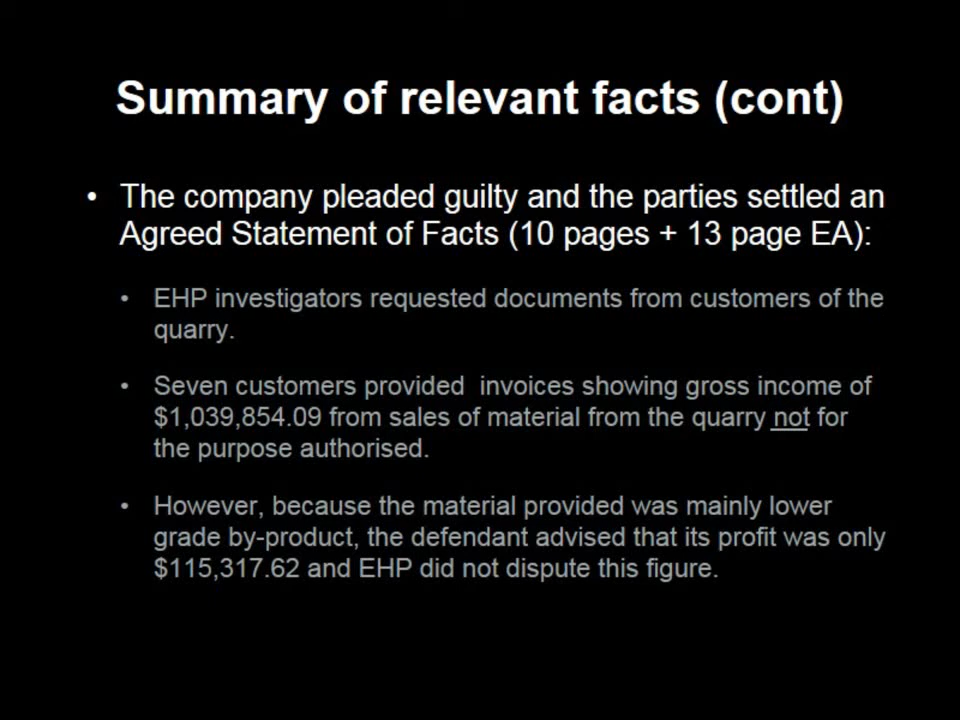 Summary of relevant facts (cont)
• The company pleaded guilty and the parties settled an
Agreed Statement of Facts (10 pages + 13 page EA):
• EHP investigators requested documents from customers of the
quarry.
• Seven customers provided  invoices showing gross income of
$1,039,854.09 from sales of material from the quarry not for
the purpose authorised.
• However, because the material provided was mainly lower
grade by-product, the defendant advised that its profit was only
$115,317.62 and EHP did not dispute this figure.